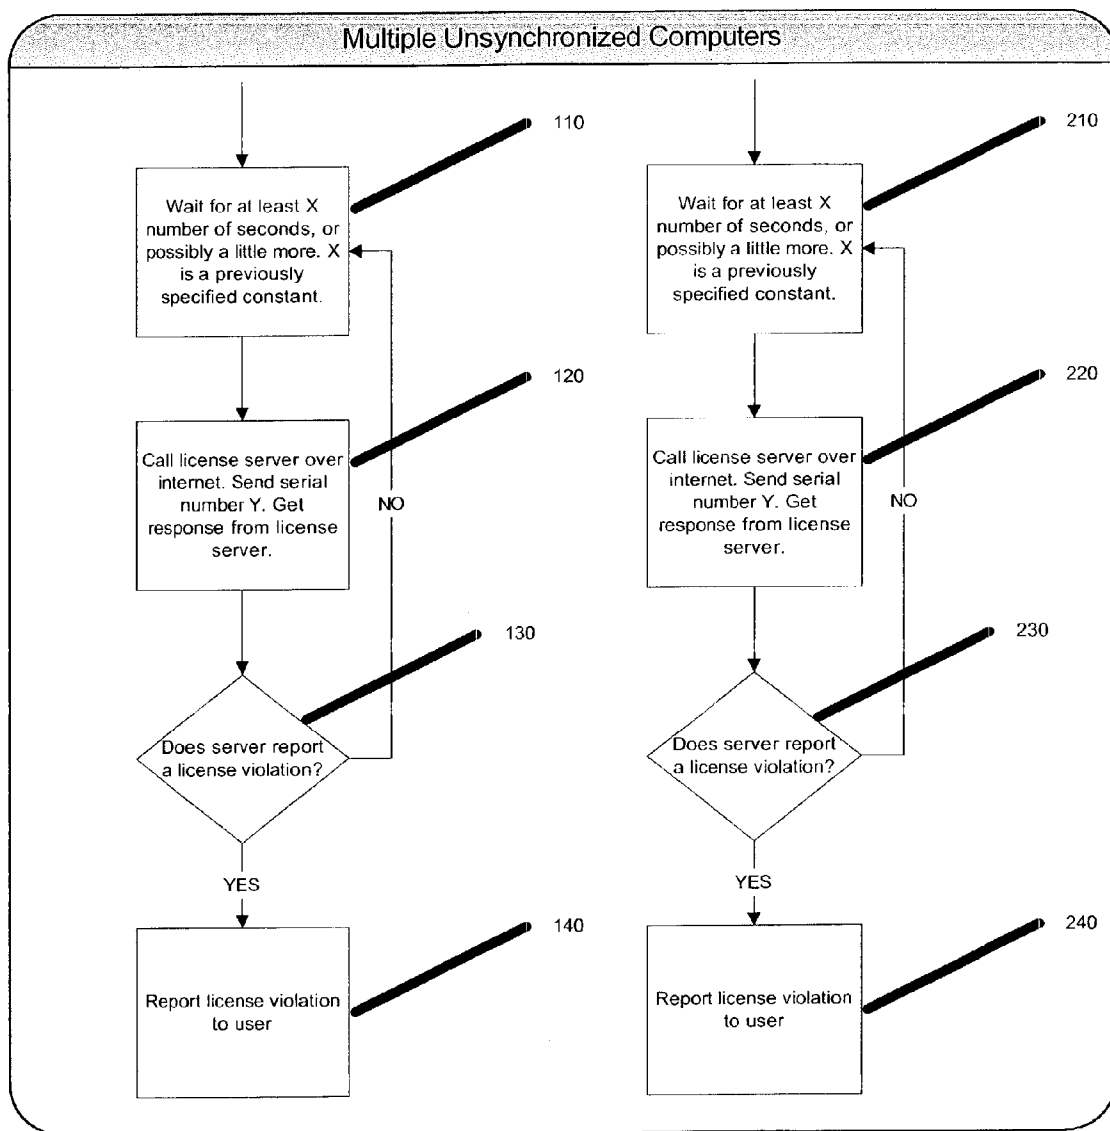 Multiple Unsynchronized Computers
110
Wait for at least X
number of seconds, or
possibly a little more. X
is a previously
specified constant.
120
Call license server over
internet. Send serial
number Y. Get
response from license
server.
NO
130
Does server report
a license violation?
YES
140
Report license violation
to user
210
Wait for at least X
number of seconds, or
possibly a little more. X
is a previously
specified constant.
220
Call license server over
internet. Send serial
number Y. Get
response from license
server.
NO
230
Does server report
a license violation?
YES
240
Report license violation
to user